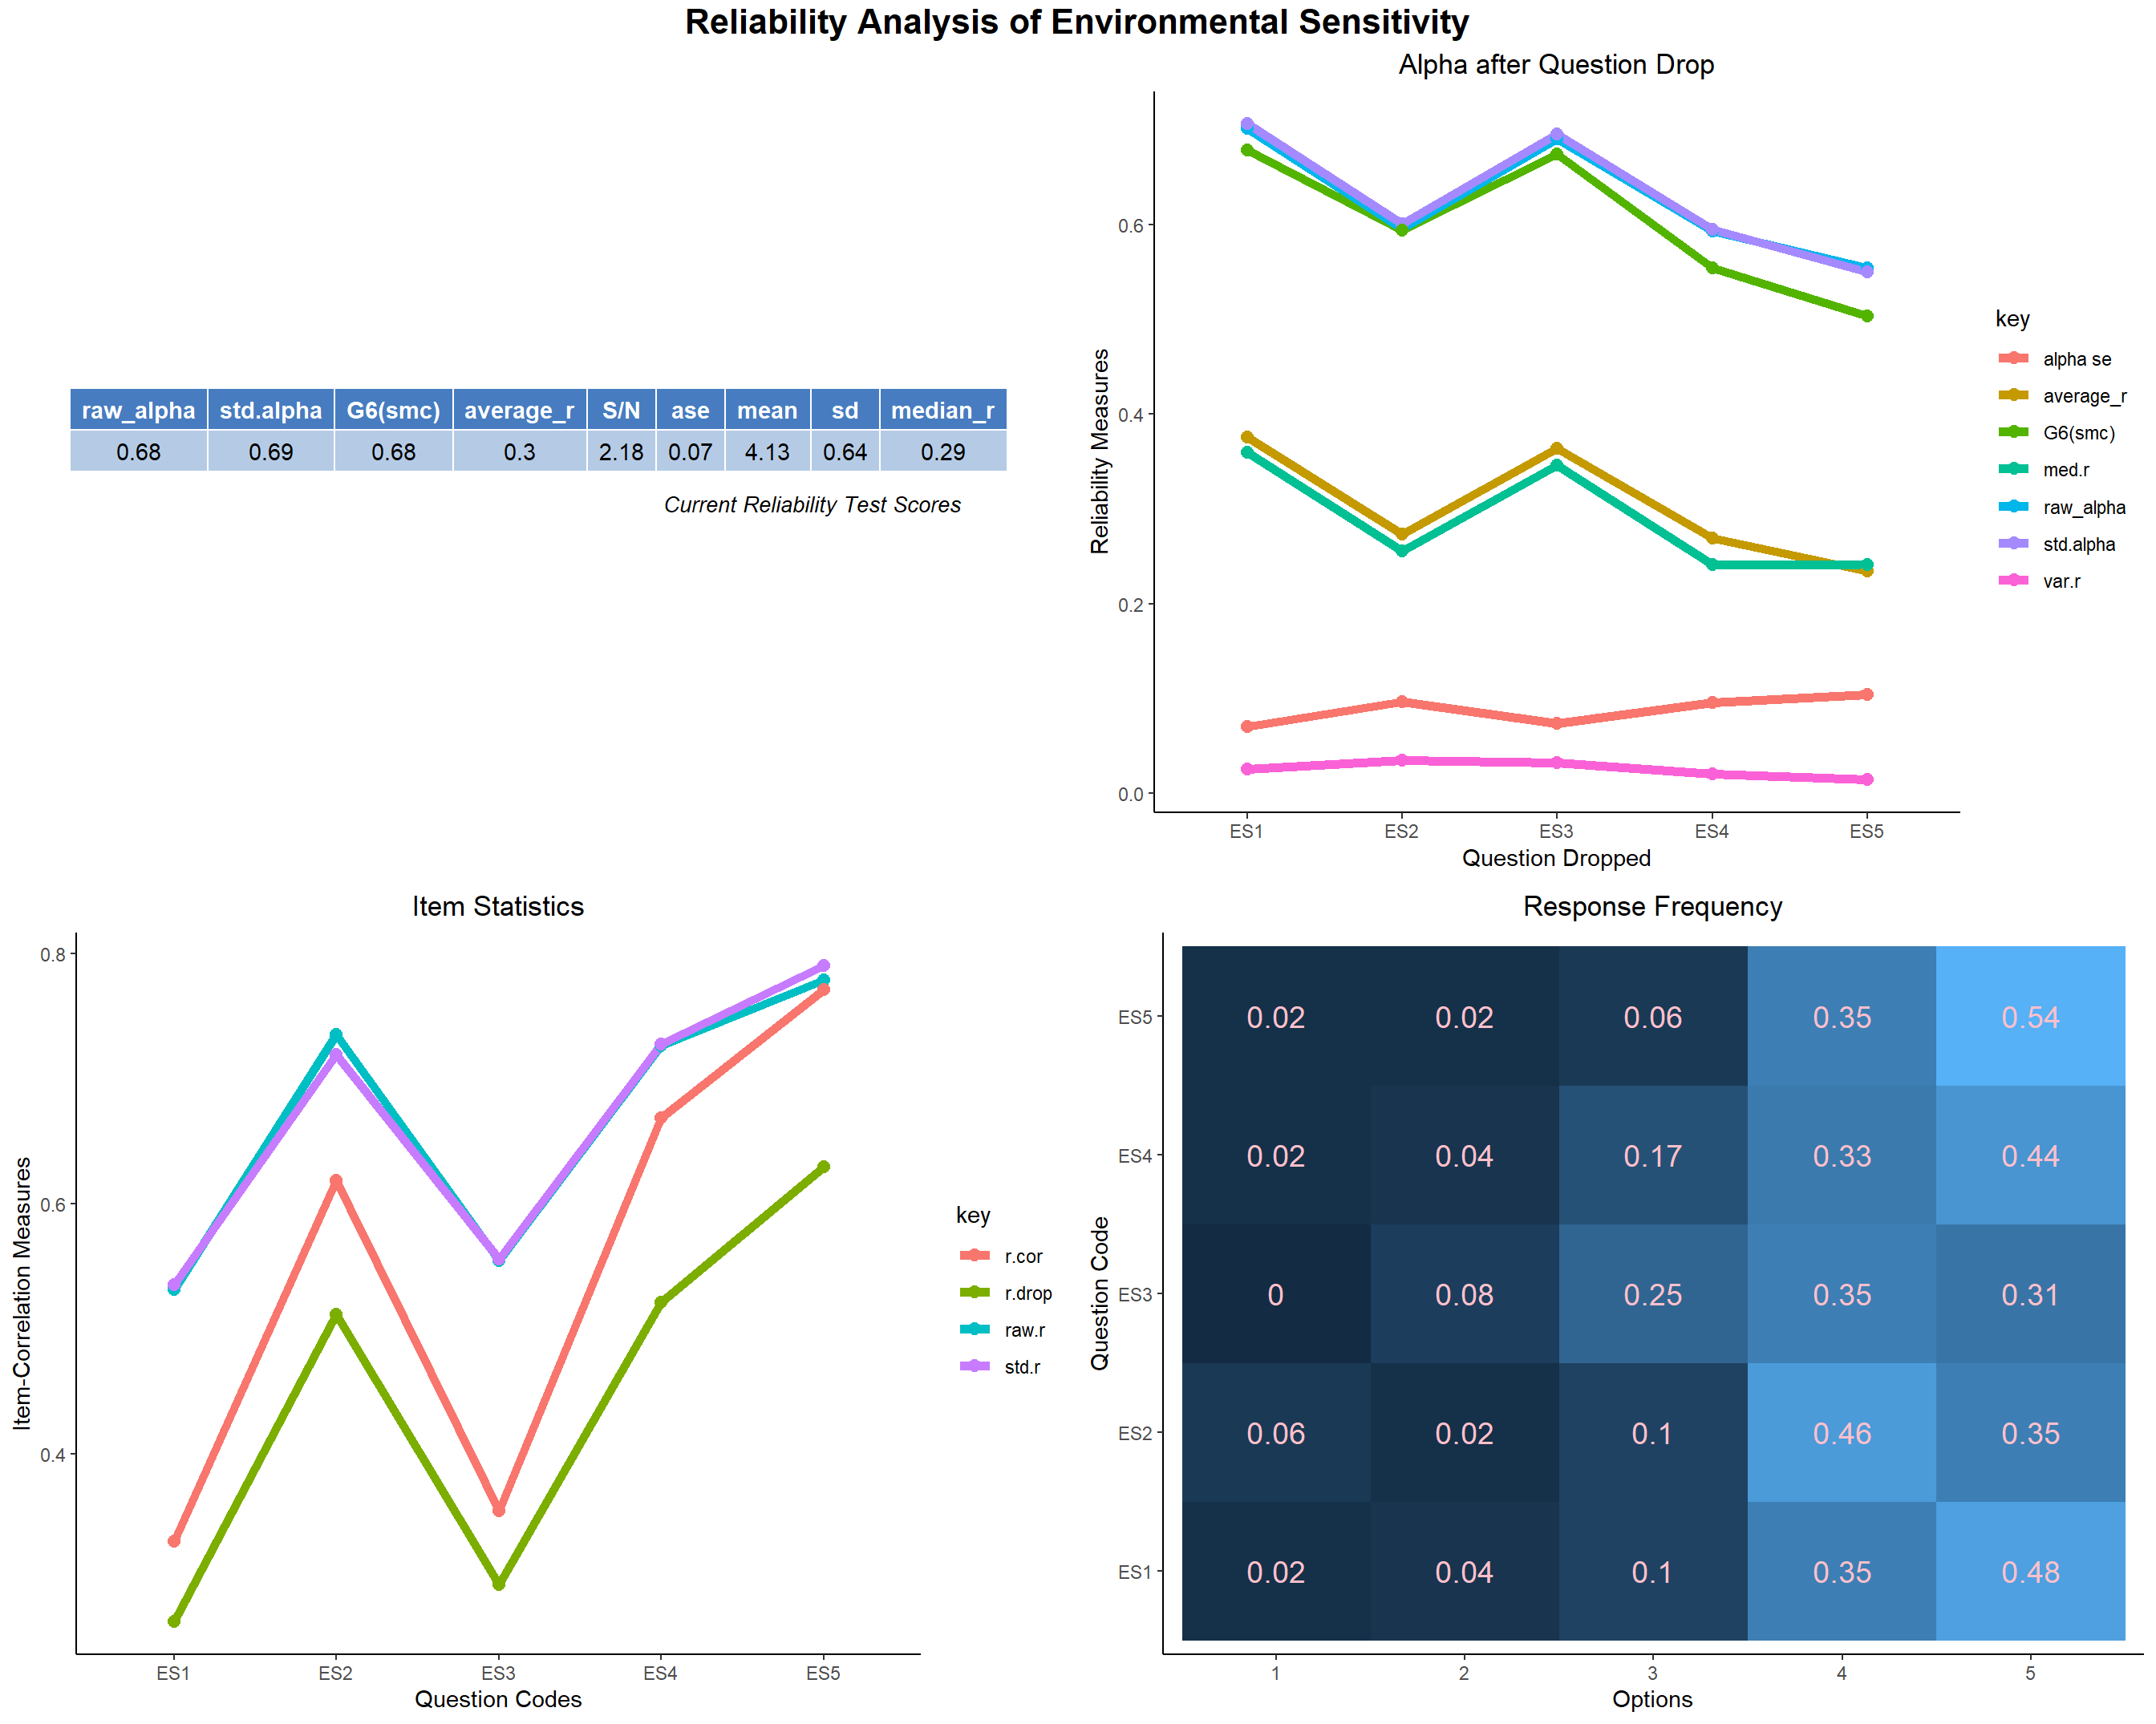 Reliability Analysis of Environmental Sensitivity
raw_alpha std.alpha G6(smc) average_r S/N ase mean sd median_r
0.68 0.69 0.68 0.3 2.18 0.07 4.13 0.64 0.29
Current Reliability Test Scores
Alpha after Question Drop
Reliability Measures
0.6
0.4
0.2
0.0
ES1 ES2 ES3 ES4 ES5
Question Dropped
key
alpha se
average_r
G6(smc)
med.r
raw_alpha
std.alpha
var.r
Item Statistics
Item-Correlation Measures
0.8
0.6
0.4
ES1 ES2 ES3 ES4 ES5
Question Codes
key
r.cor
r.drop
raw.r
std.r
Response Frequency
Question Code
ES5 0.02 0.02 0.06 0.35 0.54
ES4 0.02 0.04 0.17 0.33 0.44
ES3 0 0.08 0.25 0.35 0.31
ES2 0.06 0.02 0.1 0.46 0.35
ES1 0.02 0.04 0.1 0.35 0.48
1 2 3 4 5
Options